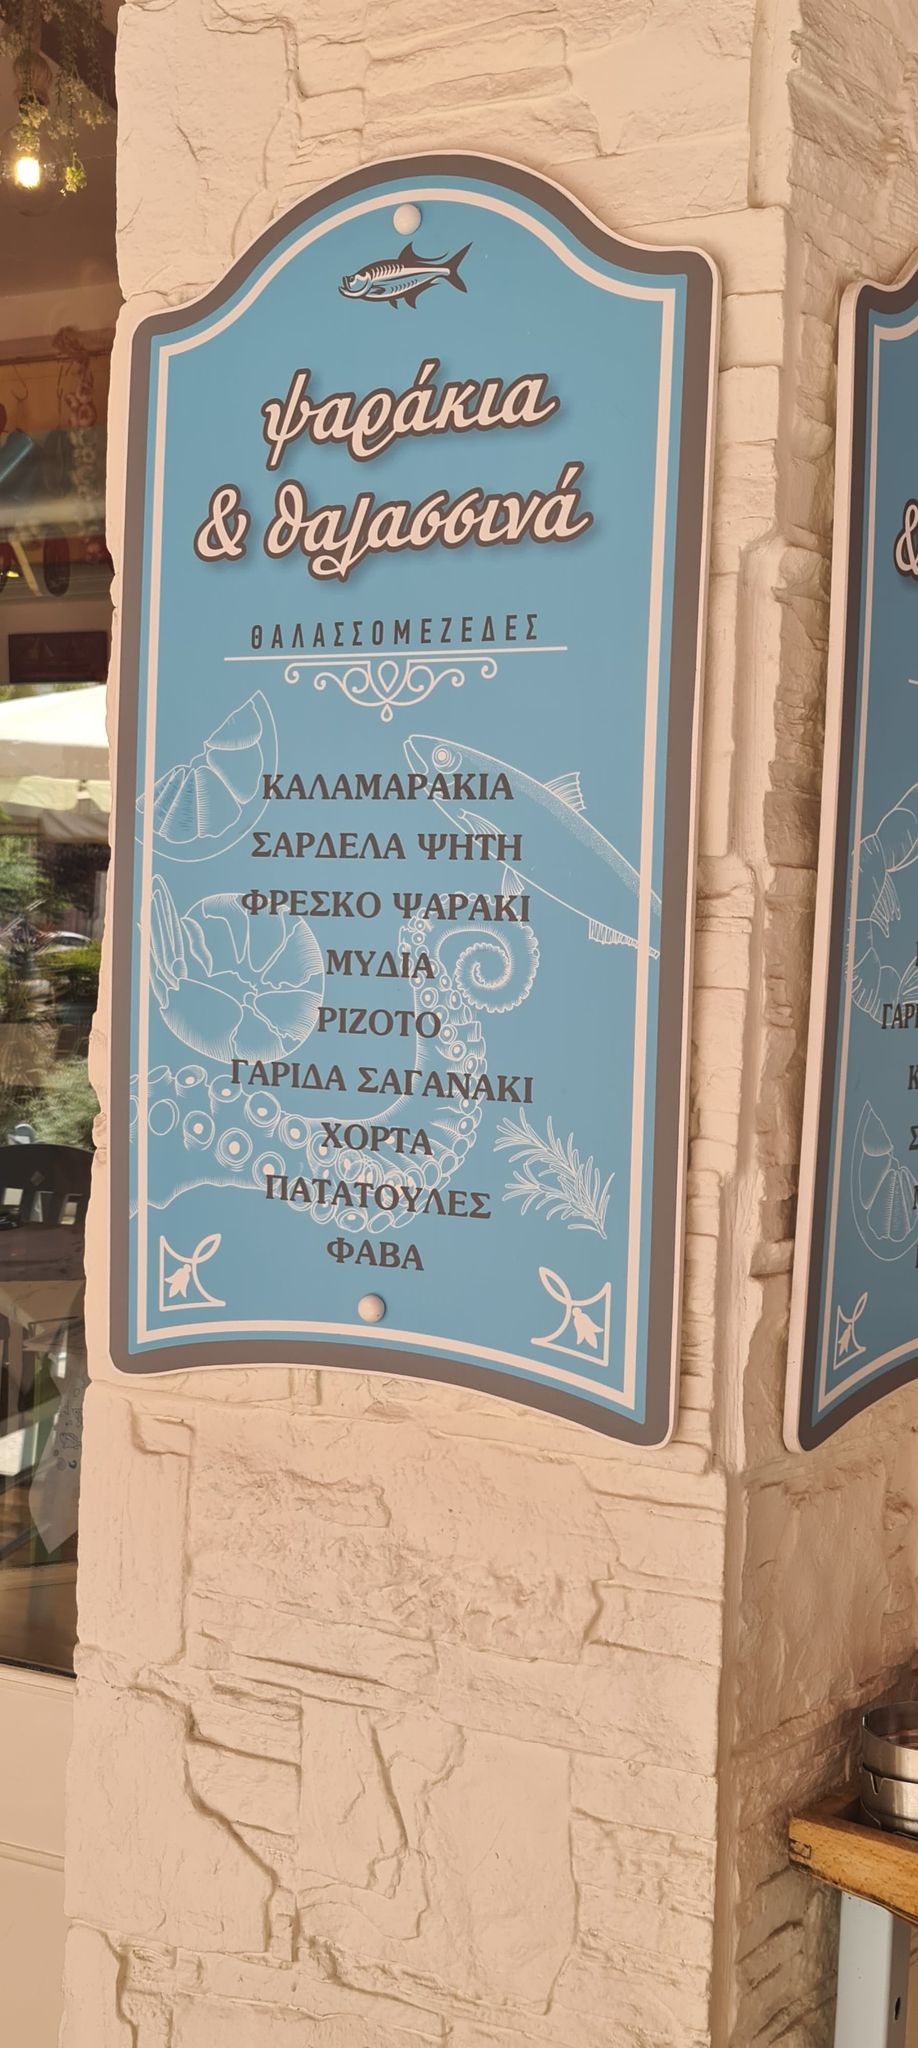 ψαράκια
& θαλασσινά
ΘΑΛΑΣΣΟΜΕΖΕΔΕΣ
ΚΑΛΑΜΑΡΑΚΙΑ
ΣΑΡΔΕΛΑ ΨΗΤΗ
ΦΡΕΣΚΟ ΨΑΡΑΚΙ
ΜΥΔΙΑ
ΡΙΖΟΤΟ
ΓΑΡΙΔΑ ΣΑΓΑΝΑΚΙ
ΧΟΡΤΑ
ΠΑΤΑΤΟΥΛΕΣ
ΦΑΒΑ
&